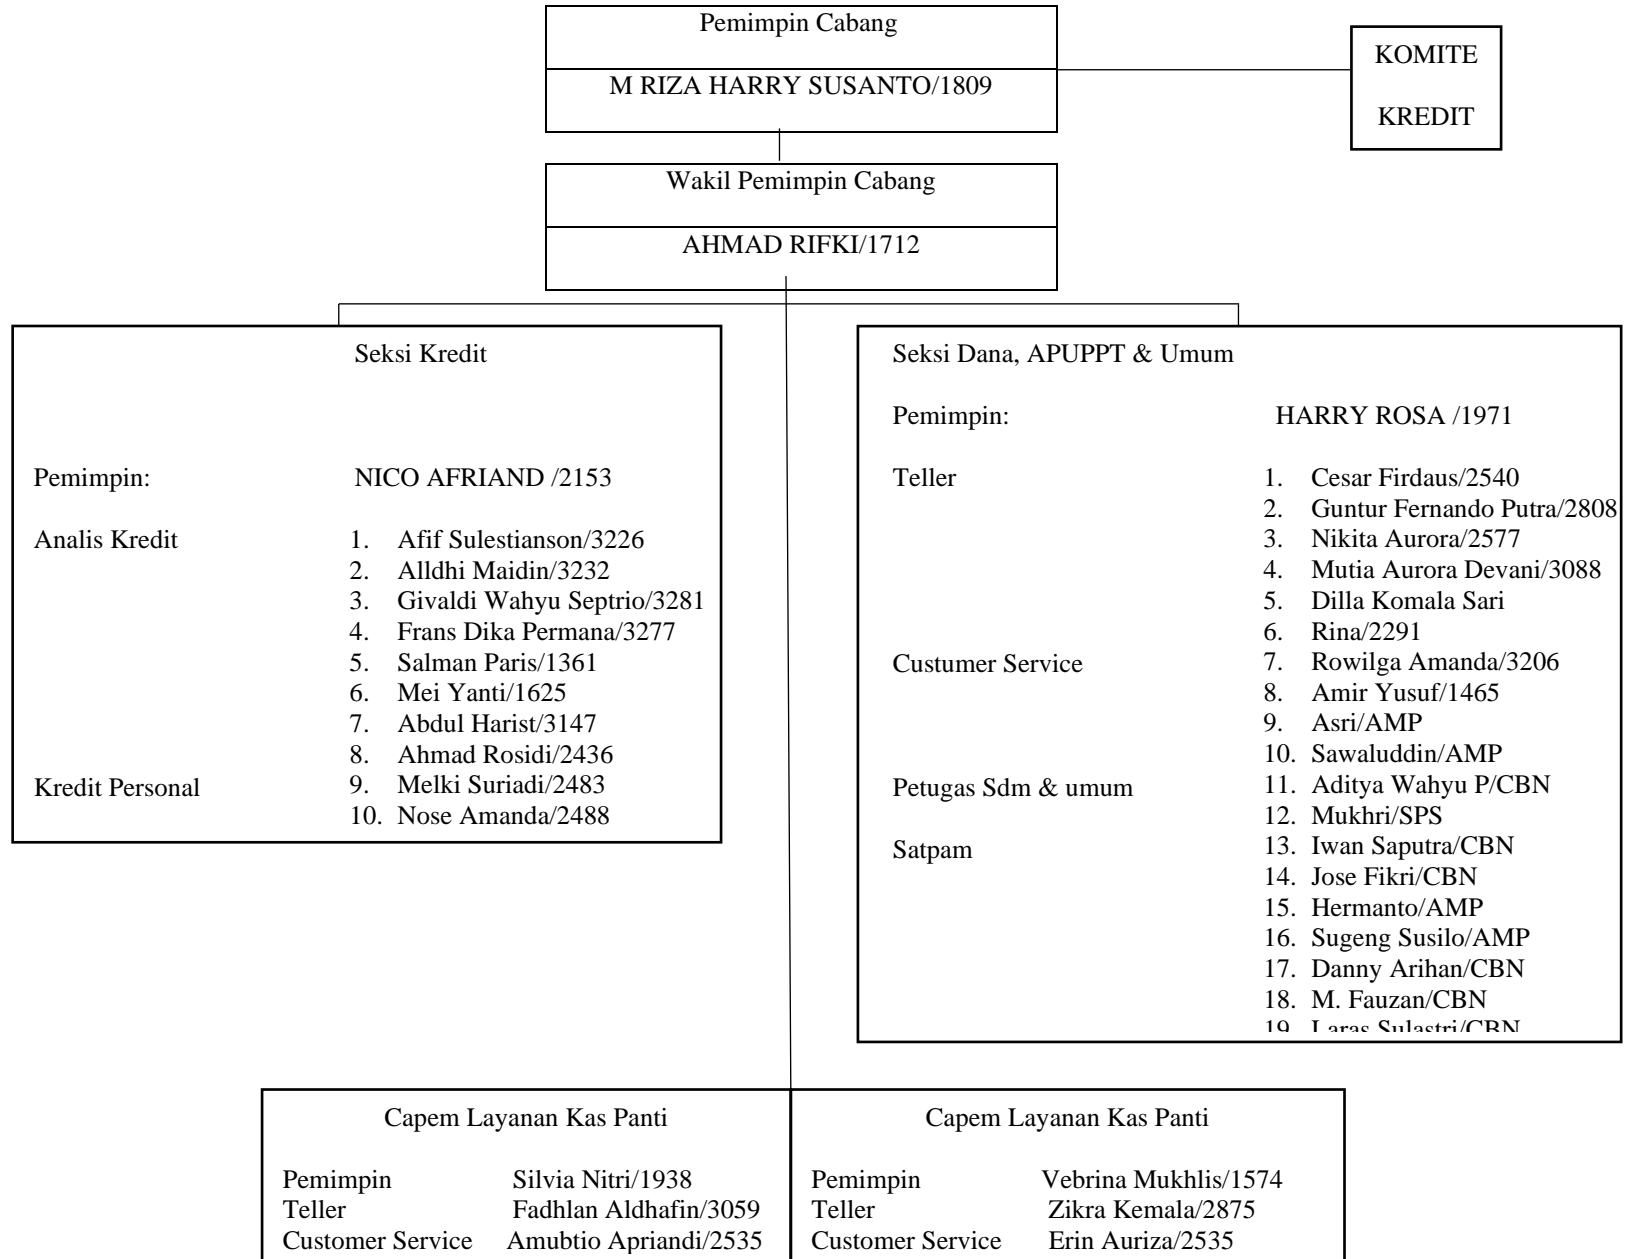 Pemimpin Cabang
M RIZA HARRY SUSANTO/1809
KOMITE
KREDIT
Wakil Pemimpin Cabang
AHMAD RIFKI/1712
Seksi Kredit
Pemimpin: NICO AFRIAND /2153
Analis Kredit 1. Afif Sulestianson/3226
2. Alldhi Maidin/3232
3. Givaldi Wahyu Septrio/3281
4. Frans Dika Permana/3277
5. Salman Paris/1361
6. Mei Yanti/1625
7. Abdul Harist/3147
8. Ahmad Rosidi/2436
Kredit Personal 9. Melki Suriadi/2483
10. Nose Amanda/2488
Seksi Dana, APUPPT & Umum
Pemimpin: HARRY ROSA /1971
Teller 1. Cesar Firdaus/2540
2. Guntur Fernando Putra/2808
3. Nikita Aurora/2577
4. Mutia Aurora Devani/3088
5. Dilla Komala Sari
6. Rina/2291
Custumer Service 7. Rowilga Amanda/3206
8. Amir Yusuf/1465
9. Asri/AMP
10. Sawaluddin/AMP
Petugas Sdm & umum 11. Aditya Wahyu P/CBN
12. Mukhri/SPS
Satpam 13. Iwan Saputra/CBN
14. Jose Fikri/CBN
15. Hermanto/AMP
16. Sugeng Susilo/AMP
17. Danny Arihan/CBN
18. M. Fauzan/CBN
19. Laras Sulastri/CBN
Capem Layanan Kas Panti
Pemimpin Silvia Nitri/1938
Teller Fadhlan Aldhafin/3059
Customer Service Amubtio Apriandi/2535
Capem Layanan Kas Panti
Pemimpin Vebrina Mukhlis/1574
Teller Zikra Kemala/2875
Customer Service Erin Auriza/2535